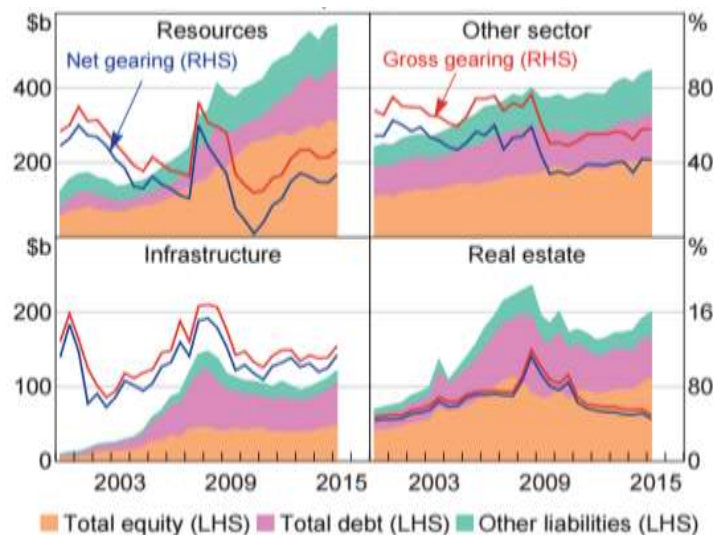 $b Resources Other sector %
Net gearing (RHS) Gross gearing (RHS)
400 80
200 40
$b Infrastructure Real estate %
200 16
100 80
0 0
2003 2009 2015 2003 2009 2015
Total equity (LHS) Total debt (LHS) Other liabilities (LHS)